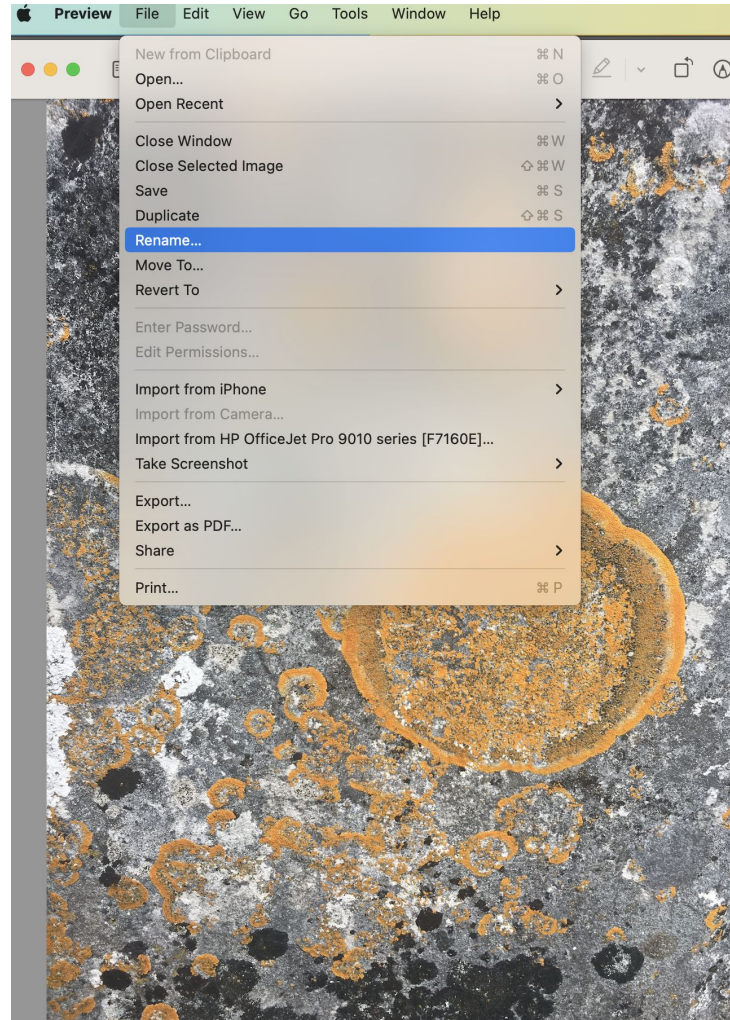 Preview File Edit View Go Tools Window Help
New from Clipboard ⌘ N
Open... ⌘ O
Open Recent
Close Window ⌘ W
Close Selected Image ⇧ ⌘ W
Save ⌘ S
Duplicate ⇧ ⌘ S
Rename...
Move To...
Revert To
Enter Password...
Edit Permissions...
Import from iPhone
Import from Camera...
Import from HP OfficeJet Pro 9010 series [F7160E]...
Take Screenshot
Export...
Export as PDF...
Share
Print... ⌘ P